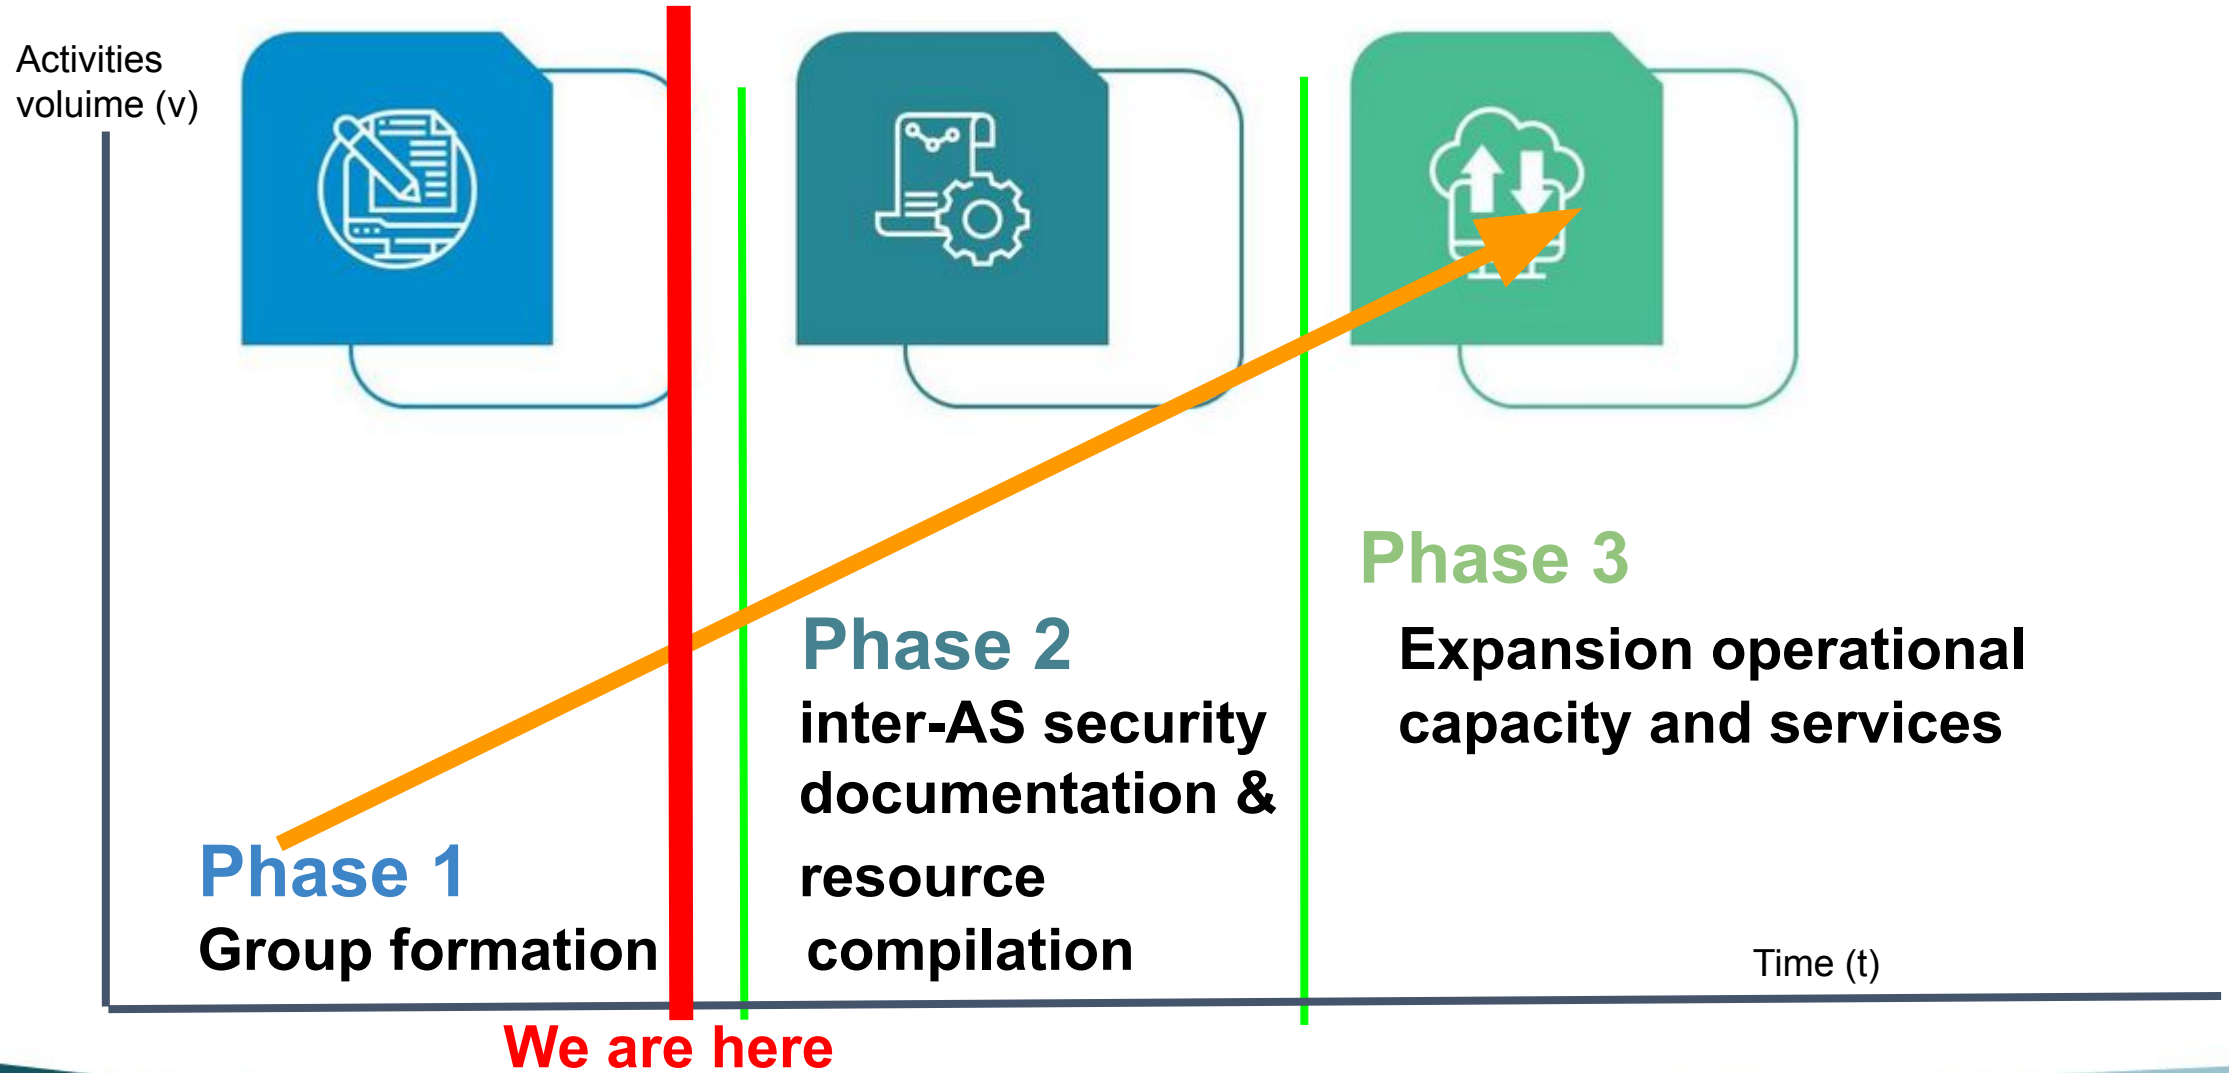 Activities
voluime (v)
Phase 1
Group formation
Phase 2
inter-AS security
documentation &
resource
compilation
Phase 3
Expansion operational
capacity and services
Time (t)
We are here